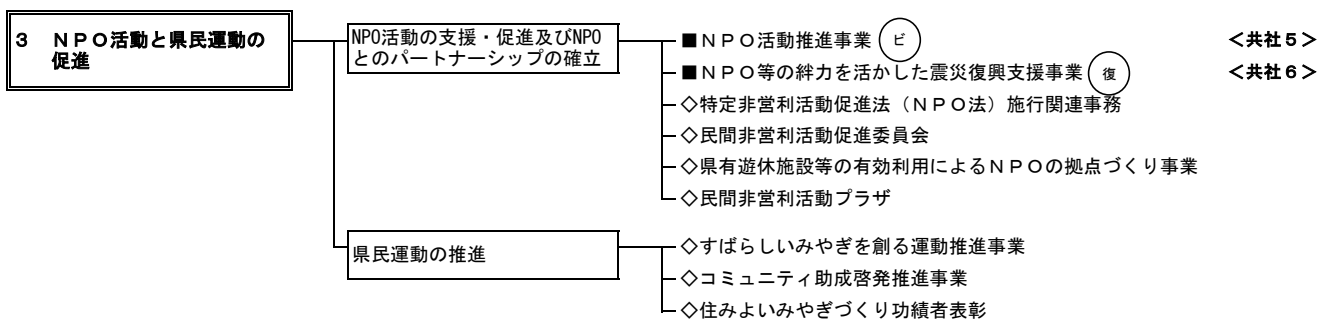 ３　ＮＰＯ活動と県民運動の
促進
NPO活動の支援・促進及びNPO
とのパートナーシップの確立
■ＮＰＯ活動推進事業 ビ ＜共社５＞
■ＮＰＯ等の絆力を活かした震災復興支援事業 復 ＜共社６＞
◇特定非営利活動促進法（ＮＰＯ法）施行関連事務
◇民間非営利活動促進委員会
◇県有遊休施設等の有効利用によるＮＰＯの拠点づくり事業
◇民間非営利活動プラザ
県民運動の推進
◇すばらしいみやぎを創る運動推進事業
◇コミュニティ助成啓発推進事業
◇住みよいみやぎづくり功績者表彰